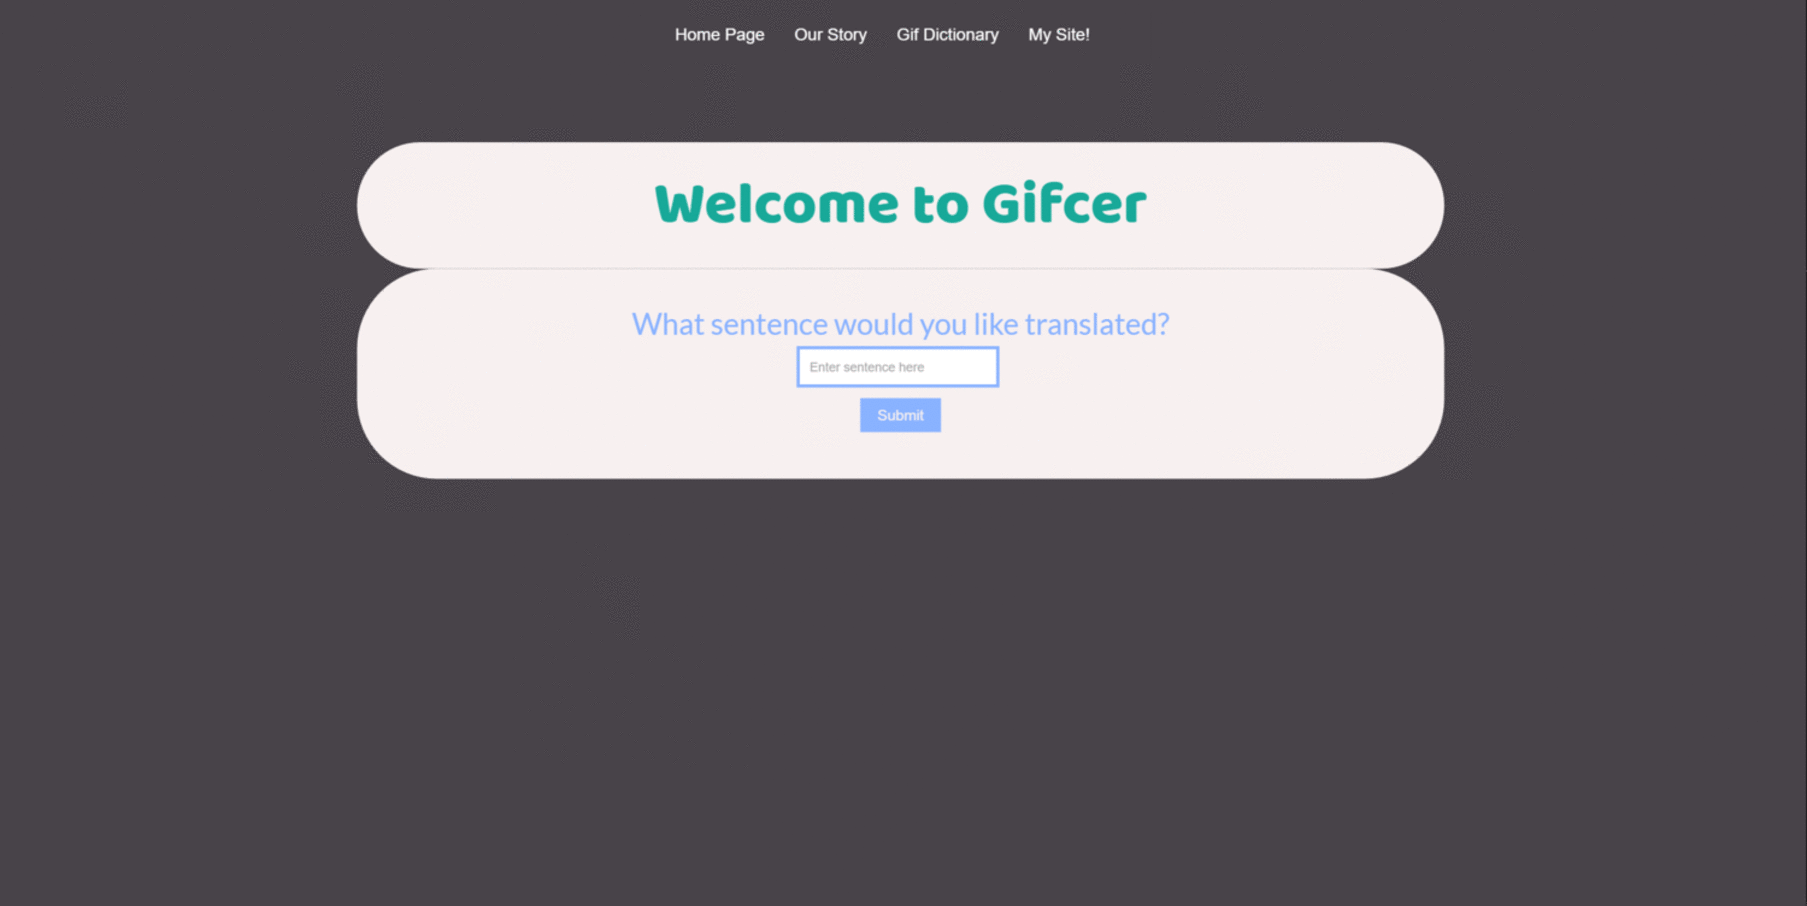 Home Page Our Story Gif Dictionary My Site!
Welcome to Gifcer
What sentence would you like translated?
Enter sentence here
Submit